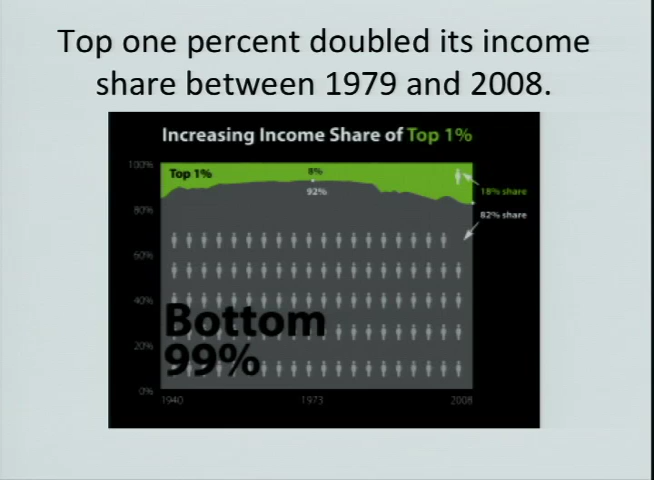 Top one percent doubled its income
share between 1979 and 2008.
Increasing Income Share of Top 1%
100%
Top 1%
8%
92%
18% share
80%
82% share
60%
40%
Bottom
20%
99%
0%
1940
1973
2008